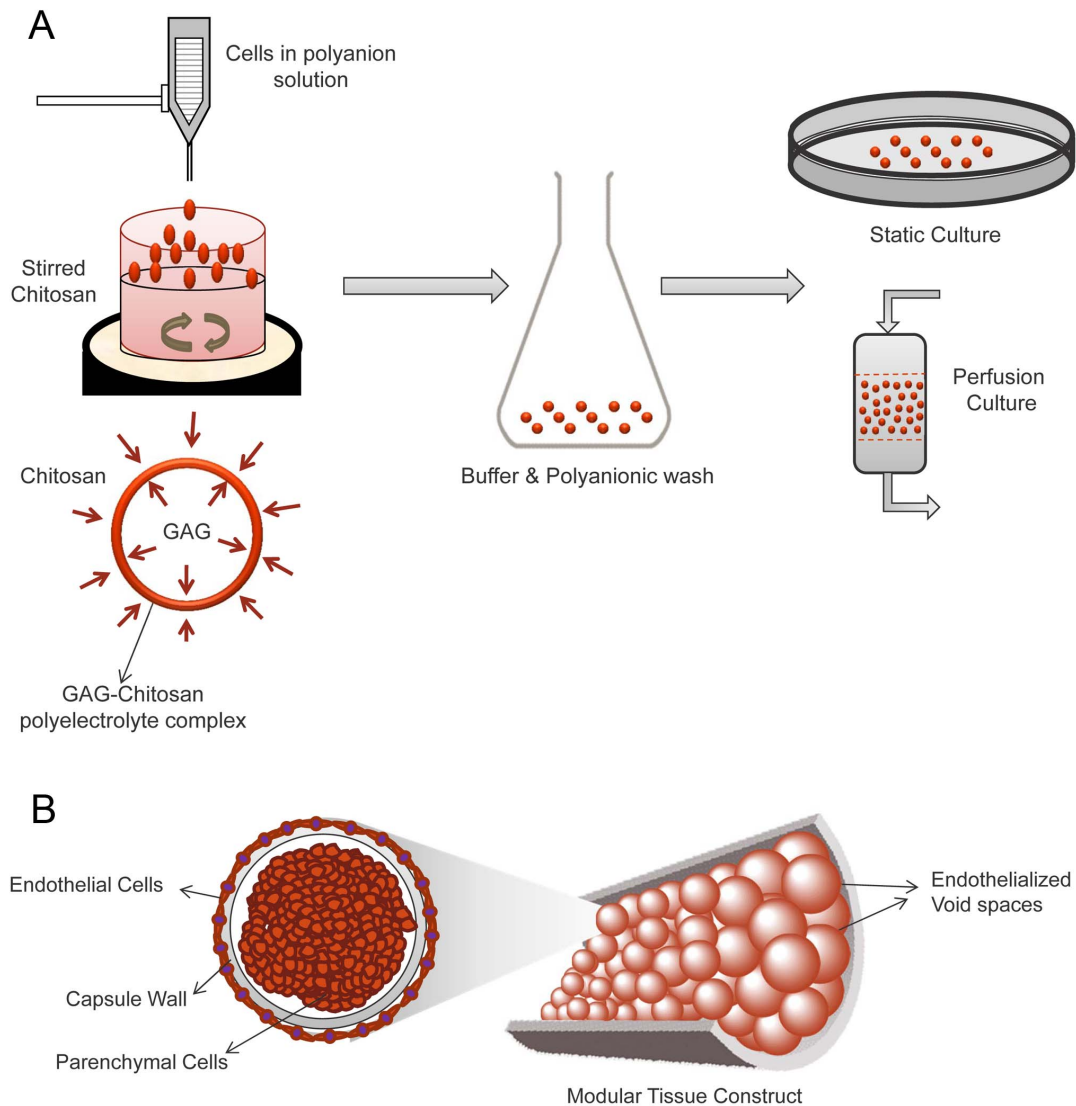 A
Cells in polyanion
solution
Stirred
Chitosan
Static Culture
Perfusion
Culture
Buffer & Polyanionic wash
Chitosan
GAG
GAG-Chitosan
polyelectrolyte complex
B
Endothelial Cells
Capsule Wall
Parenchymal Cells
Endothelialized
Void spaces
Modular Tissue Construct